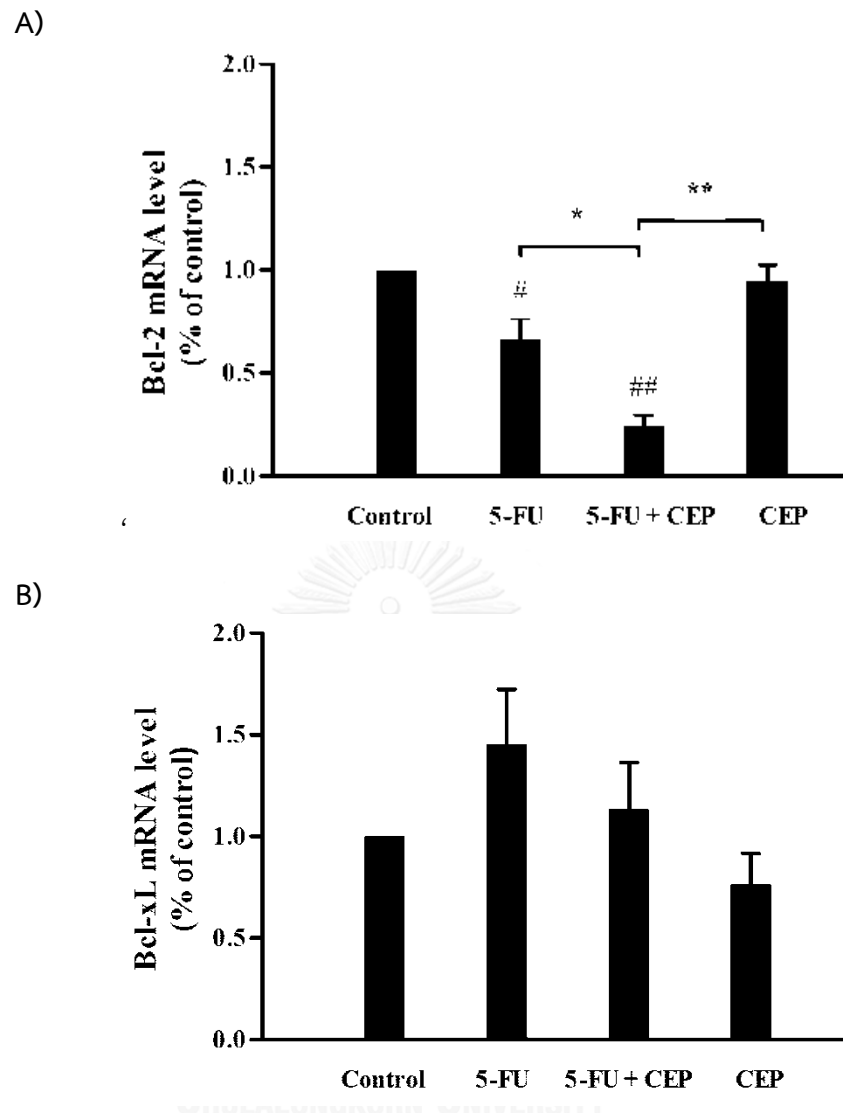 A)
2.0
1.5
1.0
0.5
0.0
Bcl-2 mRNA level
(% of control)
*
**
#
##
Control 5-FU 5-FU + CEP CEP
‘
B)
2.0
1.5
1.0
0.5
0.0
Bcl-xL mRNA level
(% of control)
Control 5-FU 5-FU + CEP CEP